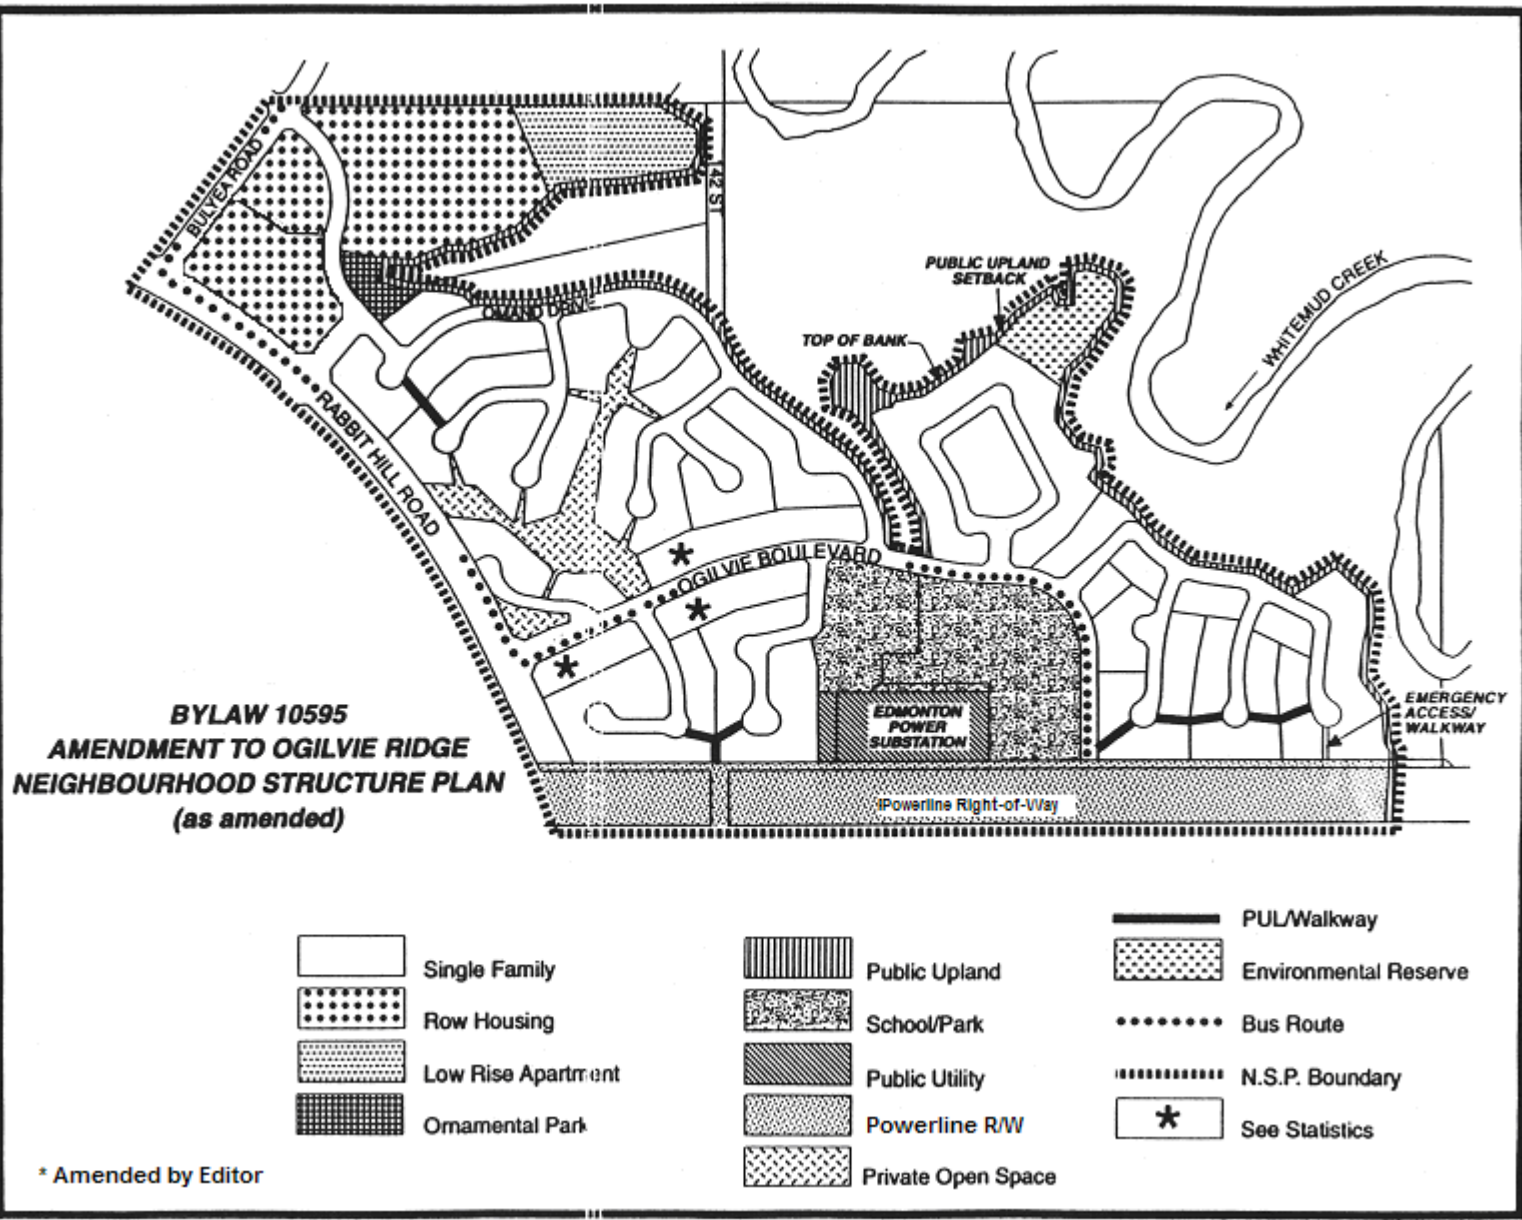 BULYEA ROAD
42 ST
OMAND DRIVE
PUBLIC UPLAND
SETBACK
TOP OF BANK
WHITEMUD CREEK
RABBIT HILL ROAD
OGILVIE BOULEVARD
EDMONTON
POWER
SUBSTATION
EMERGENCY
ACCESS/
WALKWAY
Powerline Right-of-Way
BYLAW 10595
AMENDMENT TO OGILVIE RIDGE
NEIGHBOURHOOD STRUCTURE PLAN
(as amended)
Single Family
Row Housing
Low Rise Apartment
Ornamental Park
Public Upland
School/Park
Public Utility
Powerline R/W
Private Open Space
PUL/Walkway
Environmental Reserve
Bus Route
N.S.P. Boundary
* See Statistics
* Amended by Editor